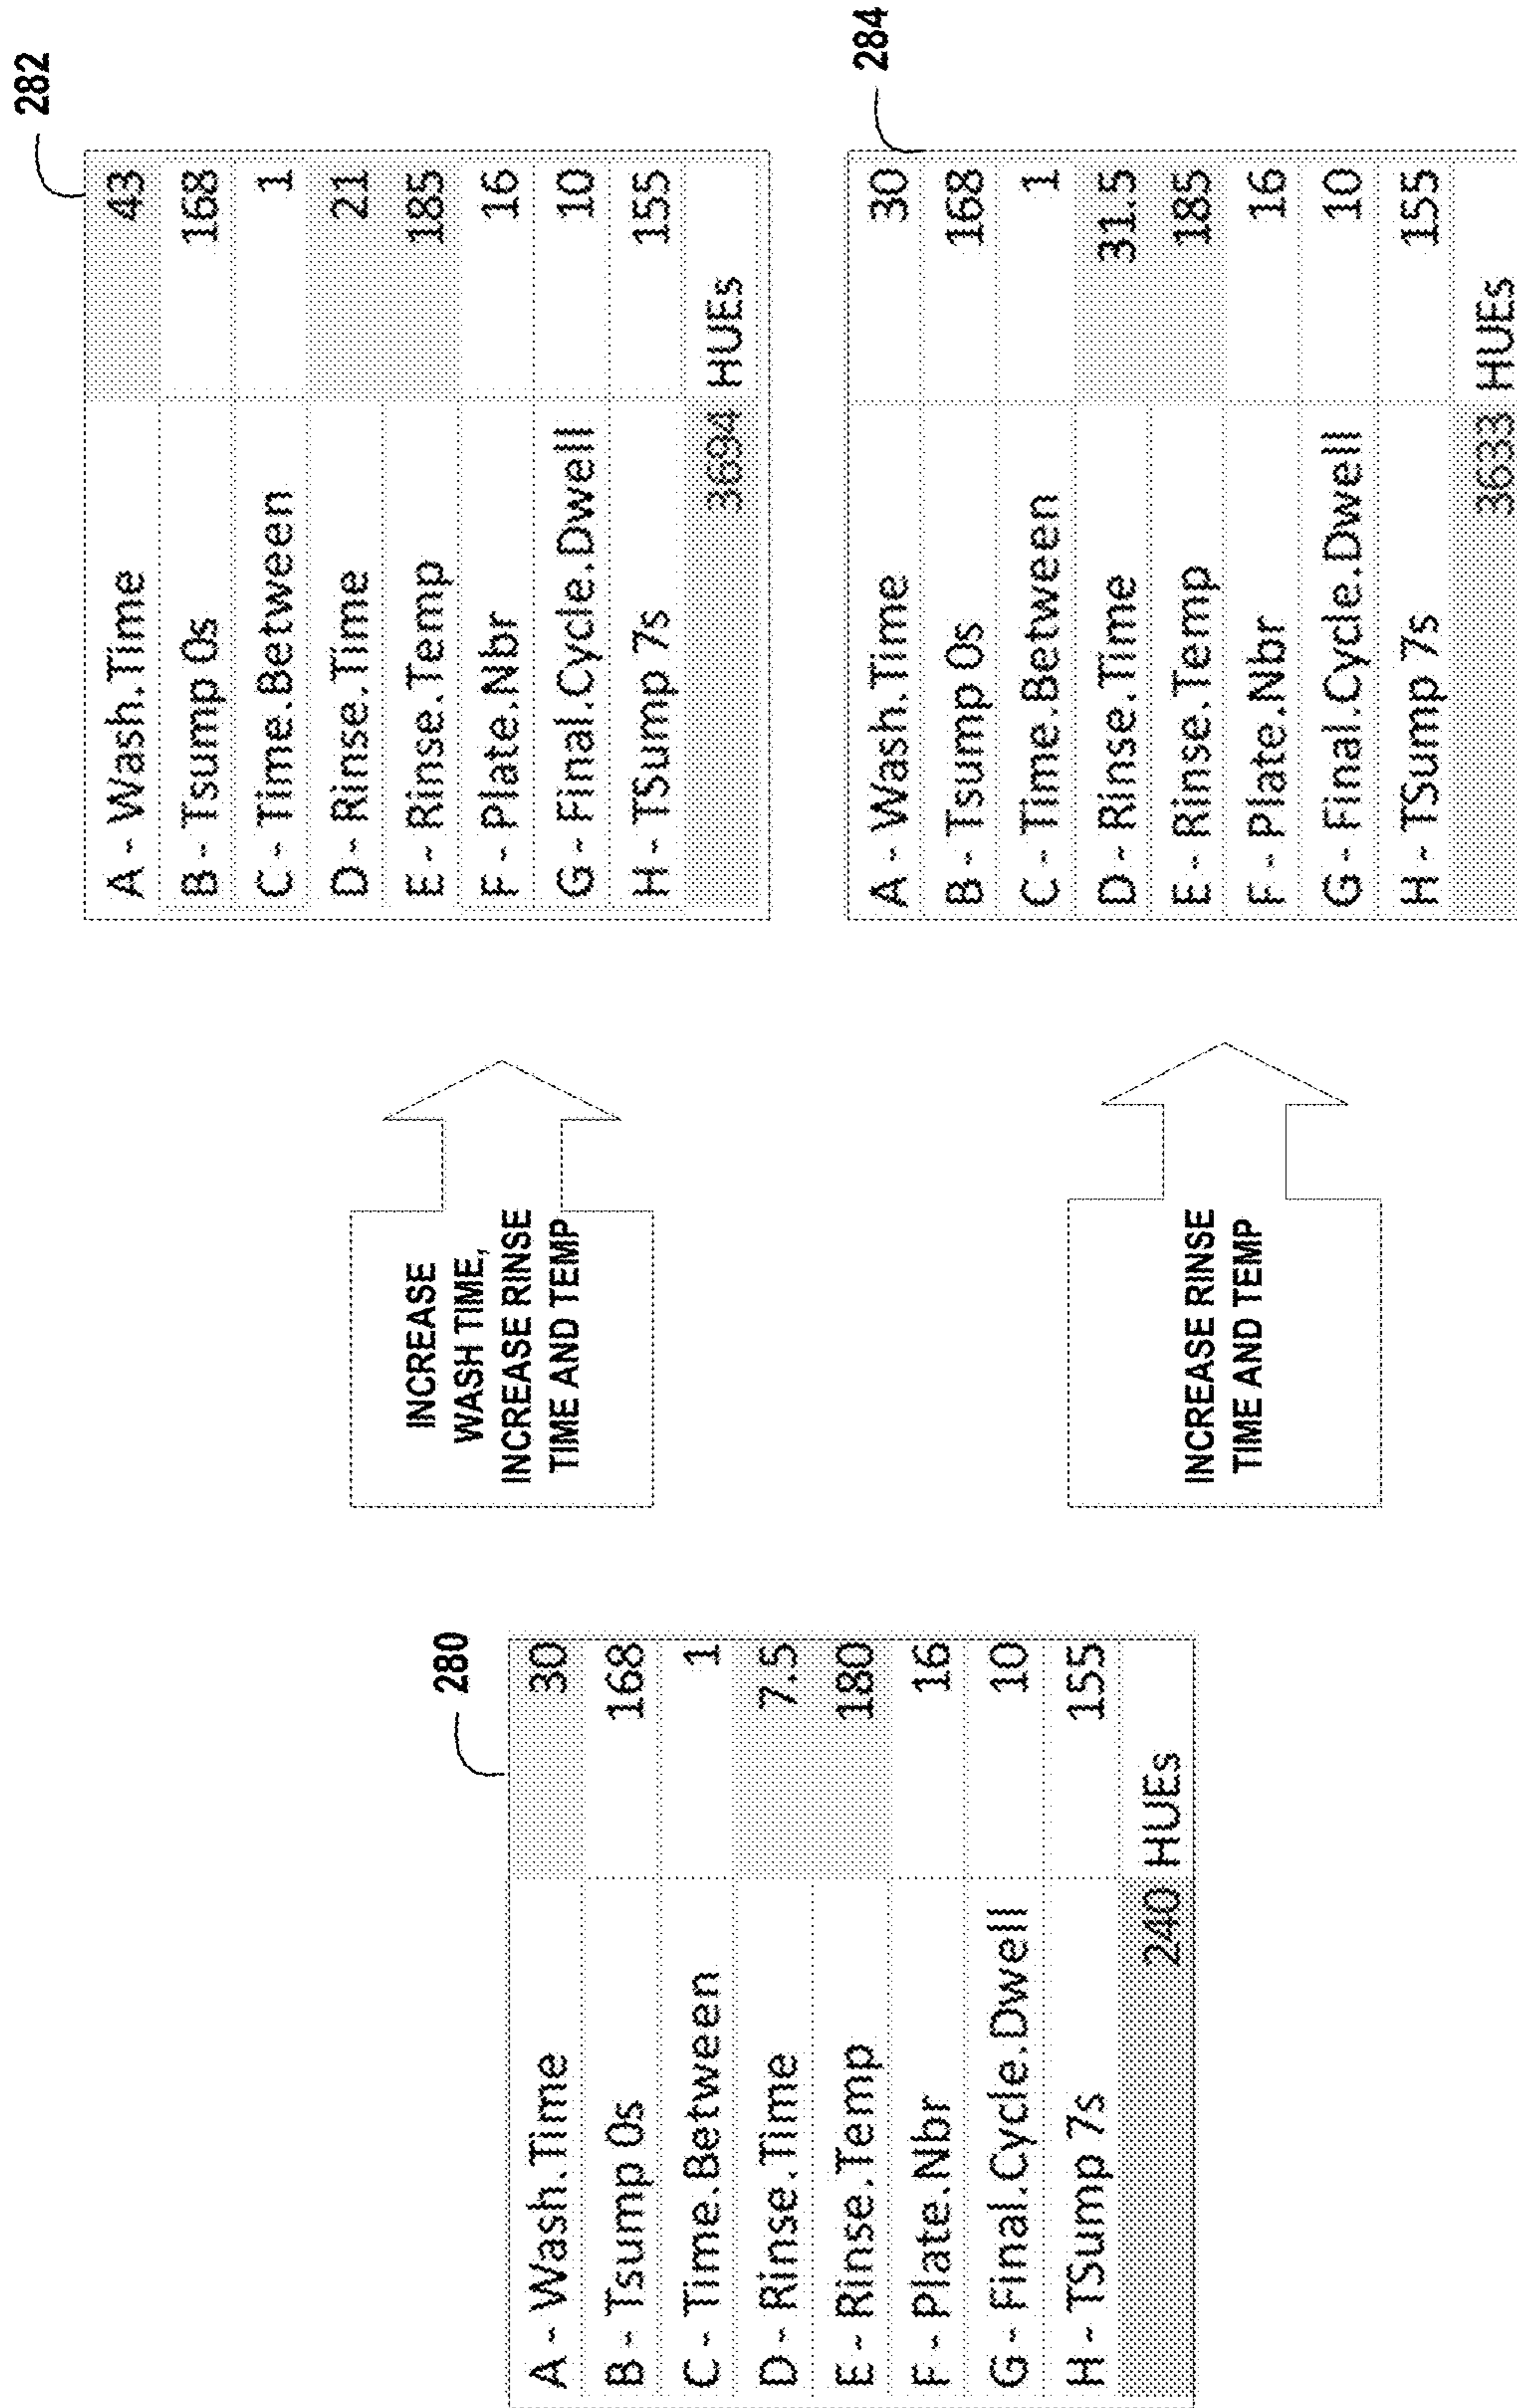 280
A - Wash.Time 30
B - Tsump 0s 168
C - Time.Between 1
D - Rinse.Time 7.5
E - Rinse.Temp 180
F - Plate.Nbr 16
G - Final.Cycle.Dwell 10
H - TSump 7s 155
240 HUEs
INCREASE
WASH TIME,
INCREASE RINSE
TIME AND TEMP
282
A - Wash.Time 43
B - Tsump 0s 168
C - Time.Between 1
D - Rinse.Time 21
E - Rinse.Temp 185
F - Plate.Nbr 16
G - Final.Cycle.Dwell 10
H - TSump 7s 155
3694 HUEs
INCREASE RINSE
TIME AND TEMP
284
A - Wash.Time 30
B - Tsump 0s 168
C - Time.Between 1
D - Rinse.Time 31.5
E - Rinse.Temp 185
F - Plate.Nbr 16
G - Final.Cycle.Dwell 10
H - TSump 7s 155
3633 HUEs